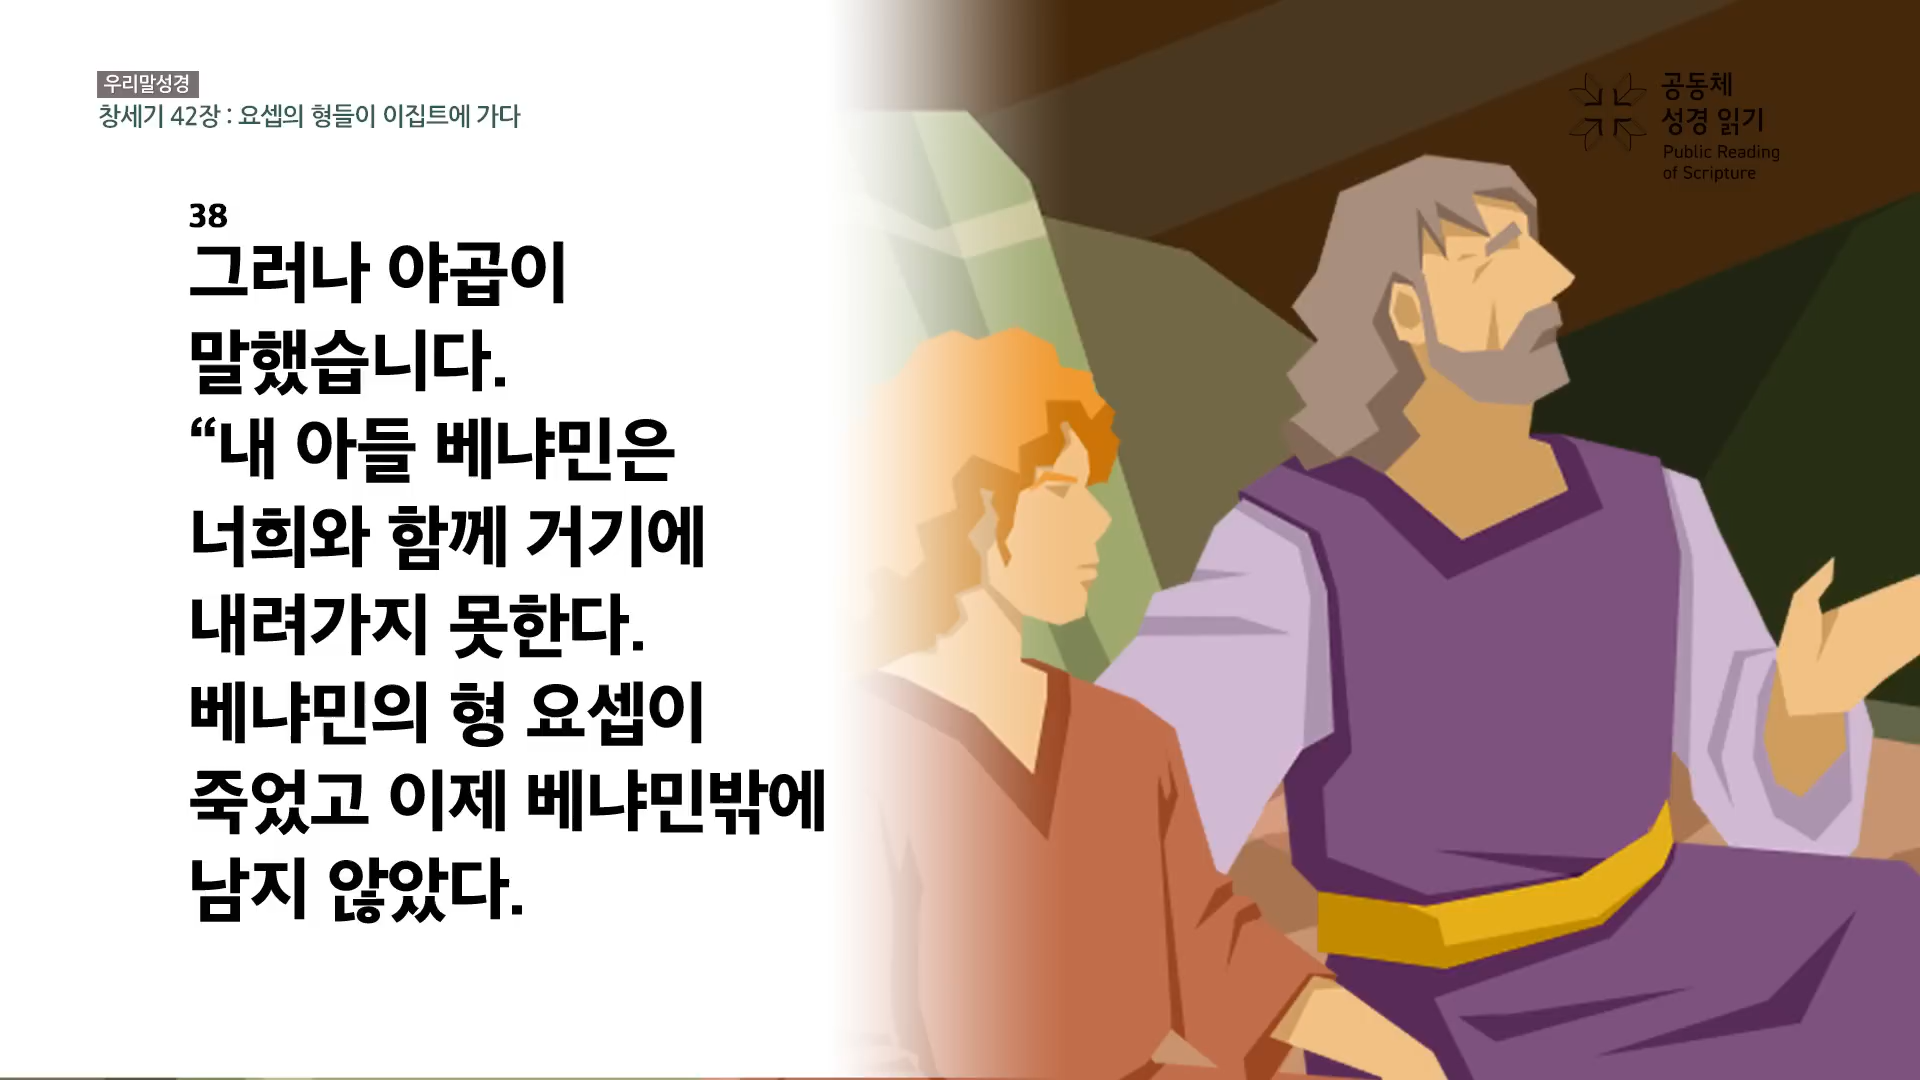 우리말성경
창세기 42장 : 요셉의 형들이 이집트에 가다
공동체
성경 읽기
Public Reading
of Scripture
38
그러나 야곱이
말했습니다.
“내 아들 베냐민은
너희와 함께 거기에
내려가지 못한다.
베냐민의 형 요셉이
죽었고 이제 베냐민밖에
남지 않았다.